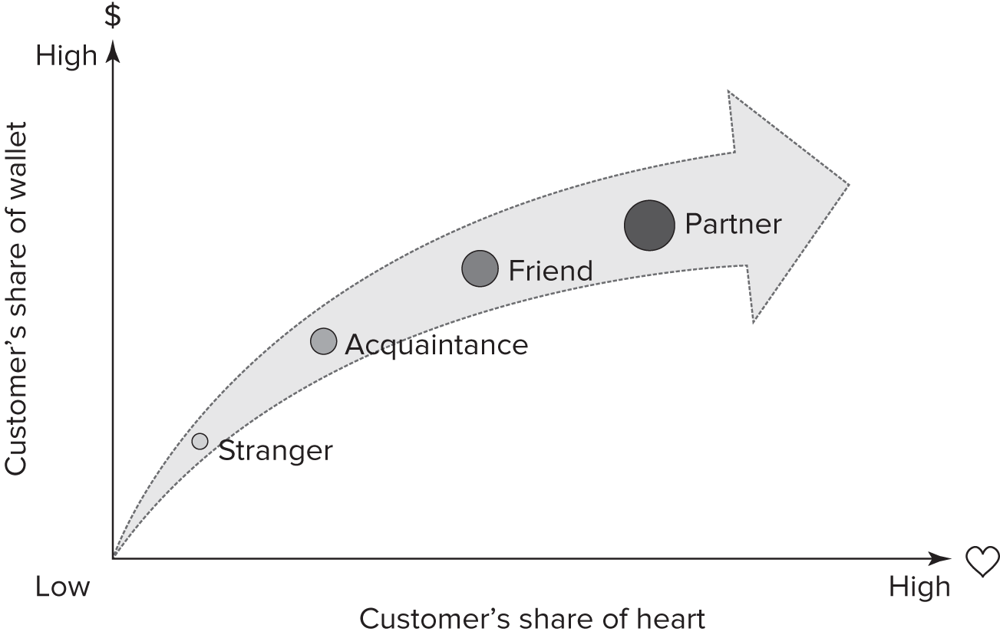 $
High
Customer’s share of wallet
Partner
Friend
Acquaintance
Stranger
Low
High
Customer’s share of heart